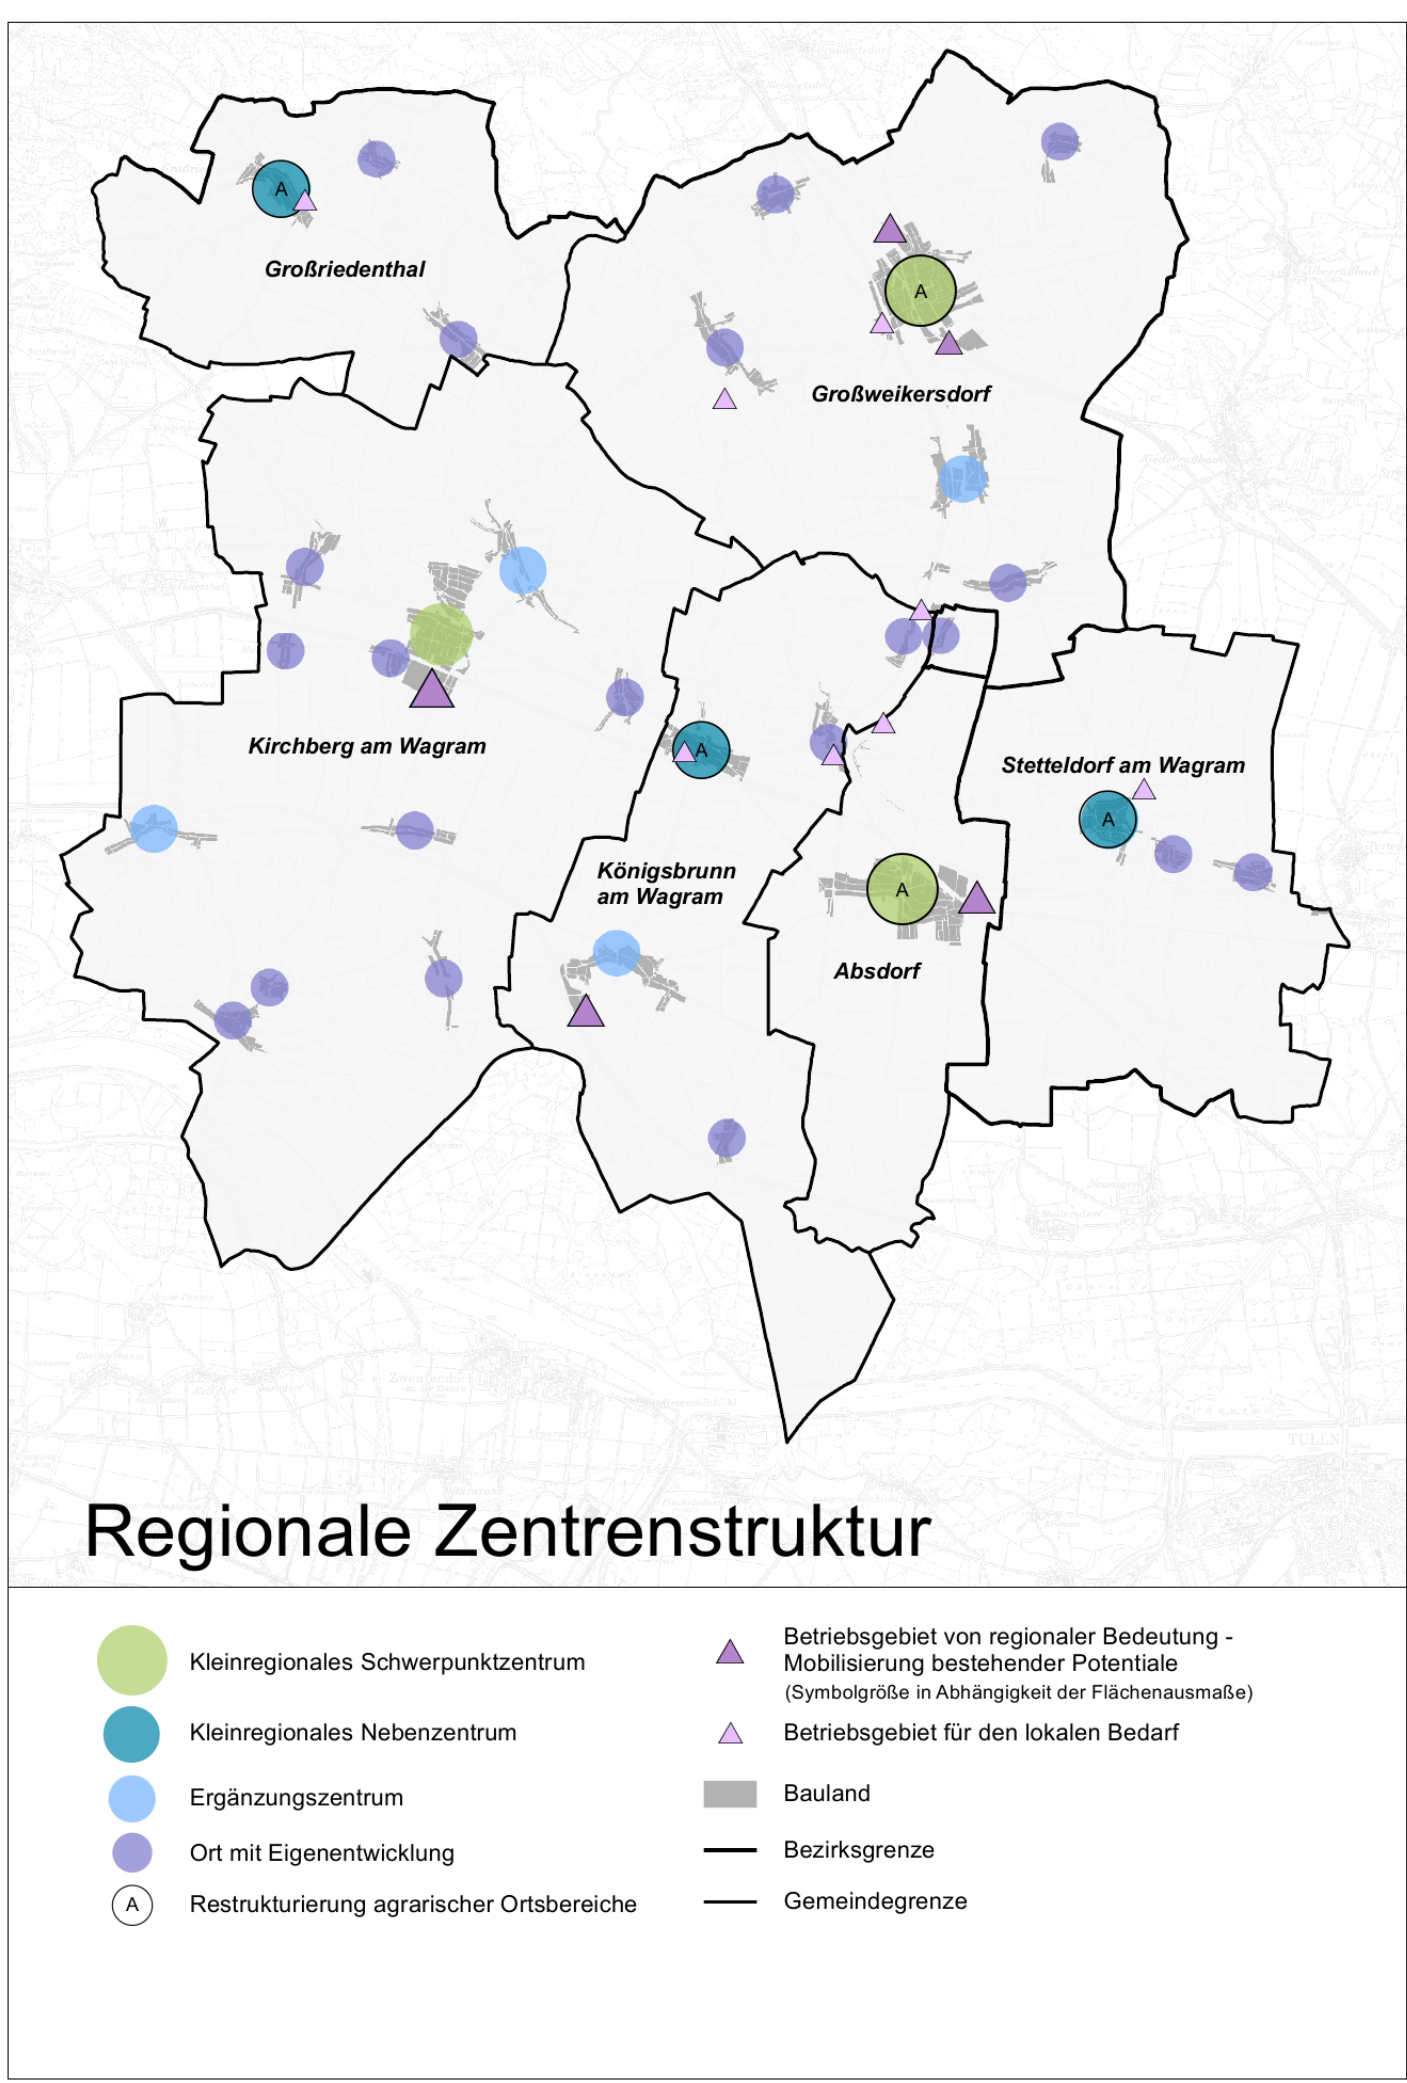 A
Großriedenthal
A
Großweikersdorf
Kirchberg am Wagram
A
Stetteldorf am Wagram
A
Königsbrunn
am Wagram
A
Absdorf
TULLN
Regionale Zentrenstruktur
Kleinregionales Schwerpunktzentrum
Kleinregionales Nebenzentrum
Ergänzungszentrum
Ort mit Eigenentwicklung
A
Restrukturierung agrarischer Ortsbereiche
Betriebsgebiet von regionaler Bedeutung -
Mobilisierung bestehender Potentiale
(Symbolgröße in Abhängigkeit der Flächenausmaße)
Betriebsgebiet für den lokalen Bedarf
Bauland
Bezirksgrenze
Gemeindegrenze